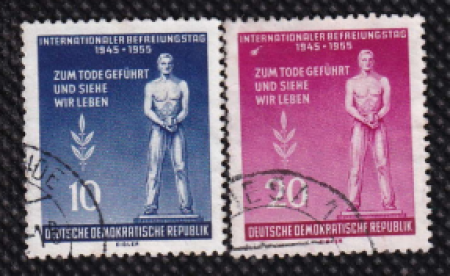 INTERNATIONALER BEFREIUNGSTAG
1945 • 1955
ZUM TODE GEFÜHRT
UND SIEHE
WIR LEBEN
10
DEUTSCHE DEMOKRATISCHE REPUBLIK
INTERNATIONALER BEFREIUNGSTAG
1945 • 1955
ZUM TODE GEFÜHRT
UND SIEHE
WIR LEBEN
20
DEUTSCHE DEMOKRATISCHE REPUBLIK